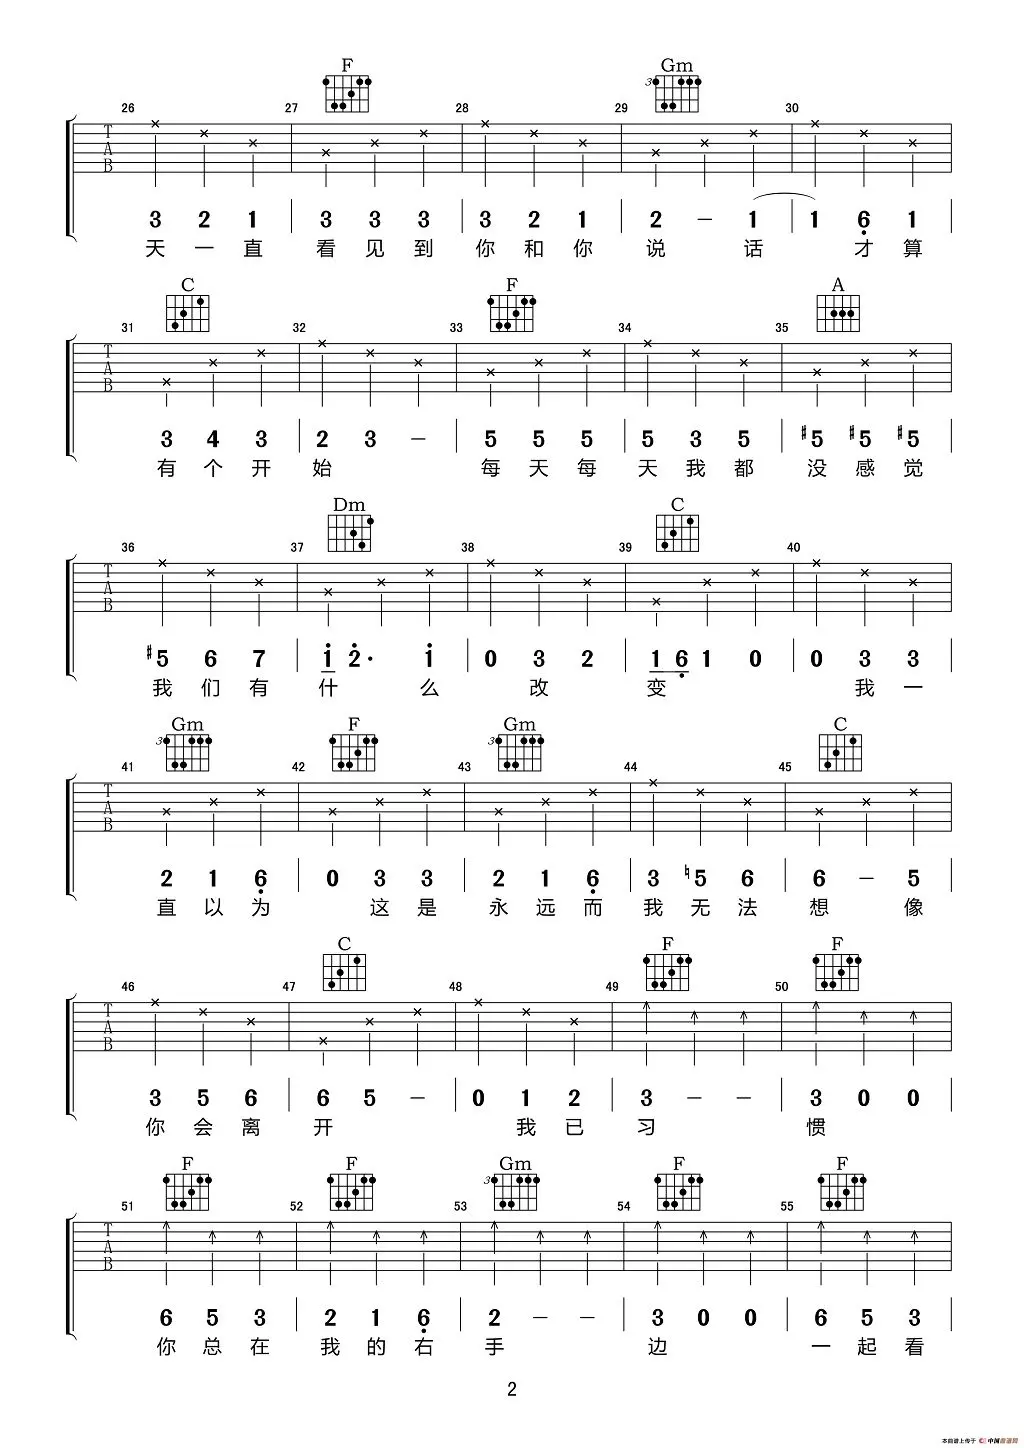 F Gm
26 27 28 29 30
T
A
B
3 2 1 3 3 3 3 2 1 2 - 1 1 6 1
天 一 直 看 见 到 你 和 你 说 话 才 算
C F A
31 32 33 34 35
T
A
B
3 4 3 2 3 - 5 5 5 5 3 5 #5 #5 #5
有 个 开 始 每 天 每 天 我 都 没 感 觉
Dm C
36 37 38 39 40
T
A
B
#5 6 7 1 2· 1 0 3 2 1 6 1 0 0 3 3
我 们 有 什 么 改 变 我 一
Gm F Gm C
3 3
41 42 43 44 45
T
A
B
2 1 6 0 3 3 2 1 6 3 ♮5 6 6 - 5
直 以 为 这 是 永 远 而 我 无 法 想 像
C F F
46 47 48 49 50
T
A
B
3 5 6 6 5 - 0 1 2 3 - - 3 0 0
你 会 离 开 我 已 习 惯
F F Gm F F
3
51 52 53 54 55
T
A
B
6 5 3 2 1 6 2 - - 3 0 0 6 5 3
你 总 在 我 的 右 手 边 一 起 看
2
本曲谱上传于 中国曲谱网